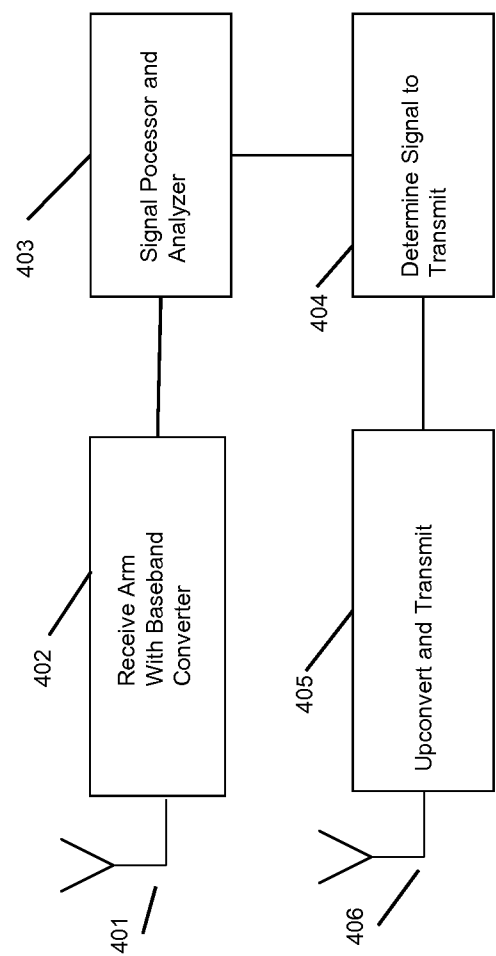 401
402
Receive Arm
With Baseband
Converter
403
Signal Pocessor and
Analyzer
404
Determine Signal to
Transmit
405
Upconvert and Transmit
406